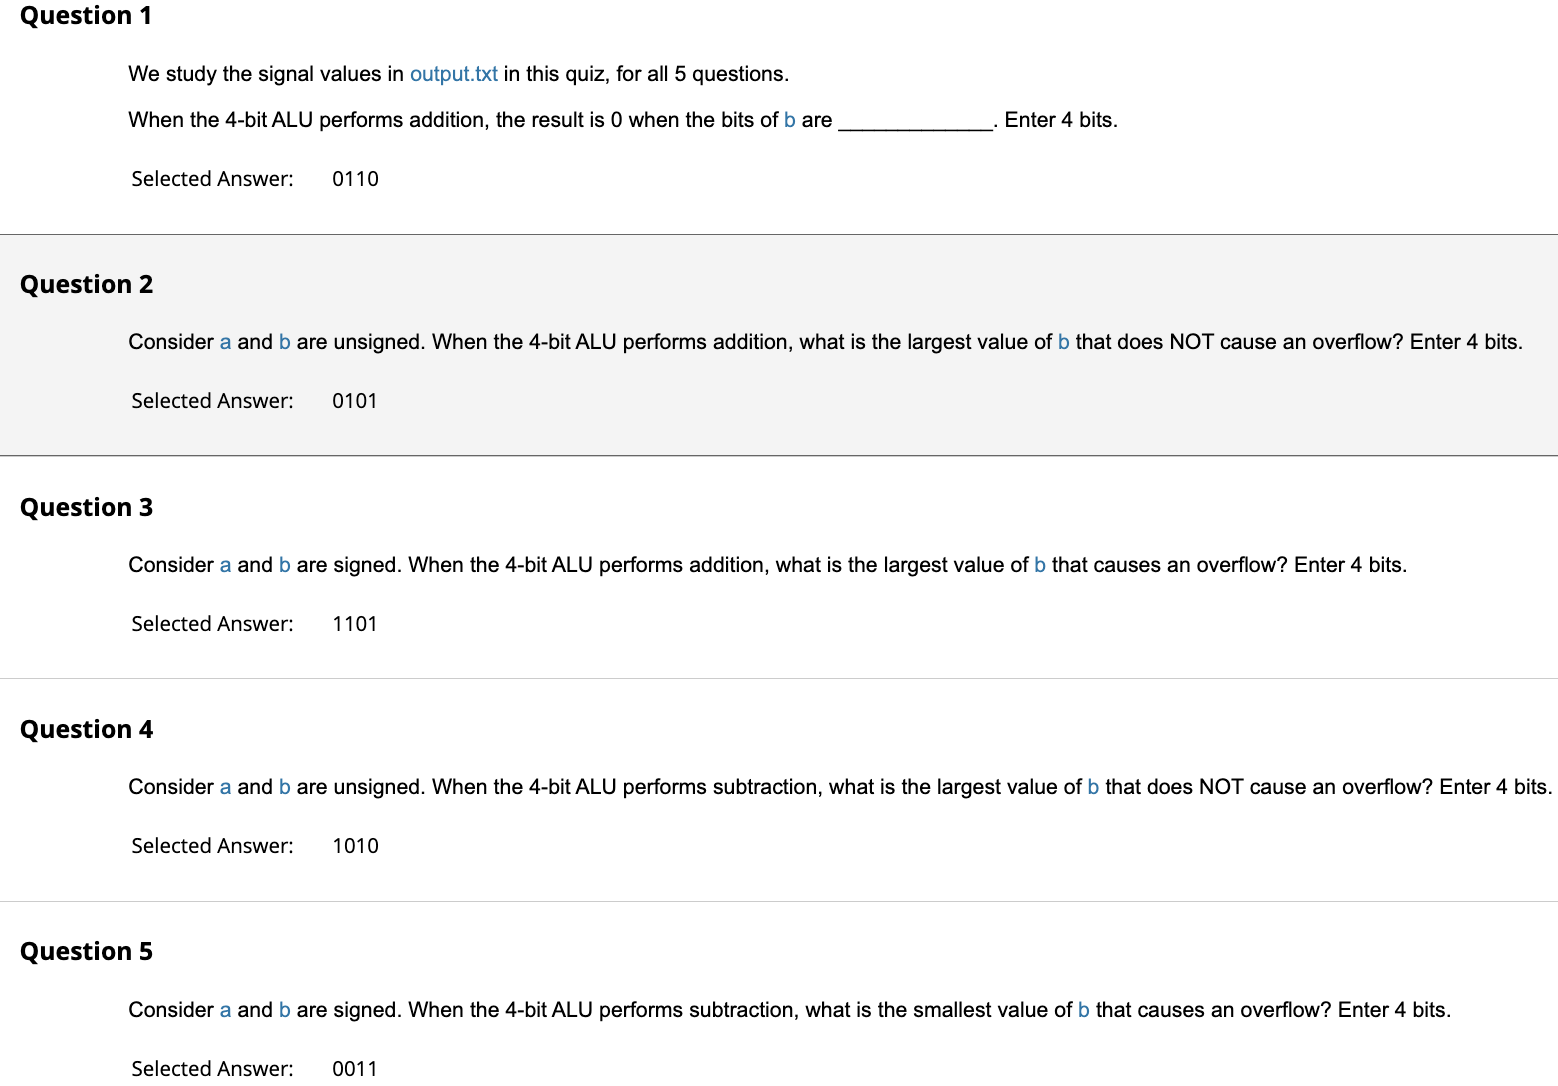 Question 1
We study the signal values in output.txt in this quiz, for all 5 questions.
When the 4-bit ALU performs addition, the result is 0 when the bits of b are _____________. Enter 4 bits.
Selected Answer: 0110
Question 2
Consider a and b are unsigned. When the 4-bit ALU performs addition, what is the largest value of b that does NOT cause an overflow? Enter 4 bits.
Selected Answer: 0101
Question 3
Consider a and b are signed. When the 4-bit ALU performs addition, what is the largest value of b that causes an overflow? Enter 4 bits.
Selected Answer: 1101
Question 4
Consider a and b are unsigned. When the 4-bit ALU performs subtraction, what is the largest value of b that does NOT cause an overflow? Enter 4 bits.
Selected Answer: 1010
Question 5
Consider a and b are signed. When the 4-bit ALU performs subtraction, what is the smallest value of b that causes an overflow? Enter 4 bits.
Selected Answer: 0011